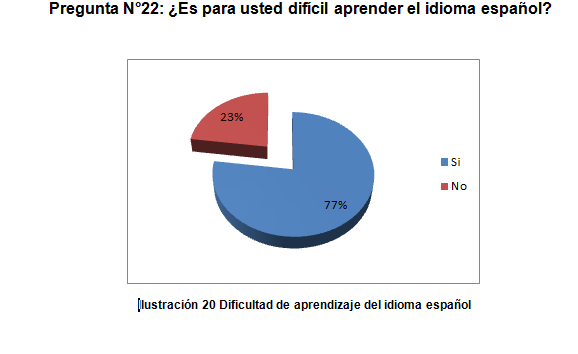 Pregunta N°22: ¿Es para usted difícil aprender el idioma español?
23%
Si
No
77%
Ilustración 20 Dificultad de aprendizaje del idioma español